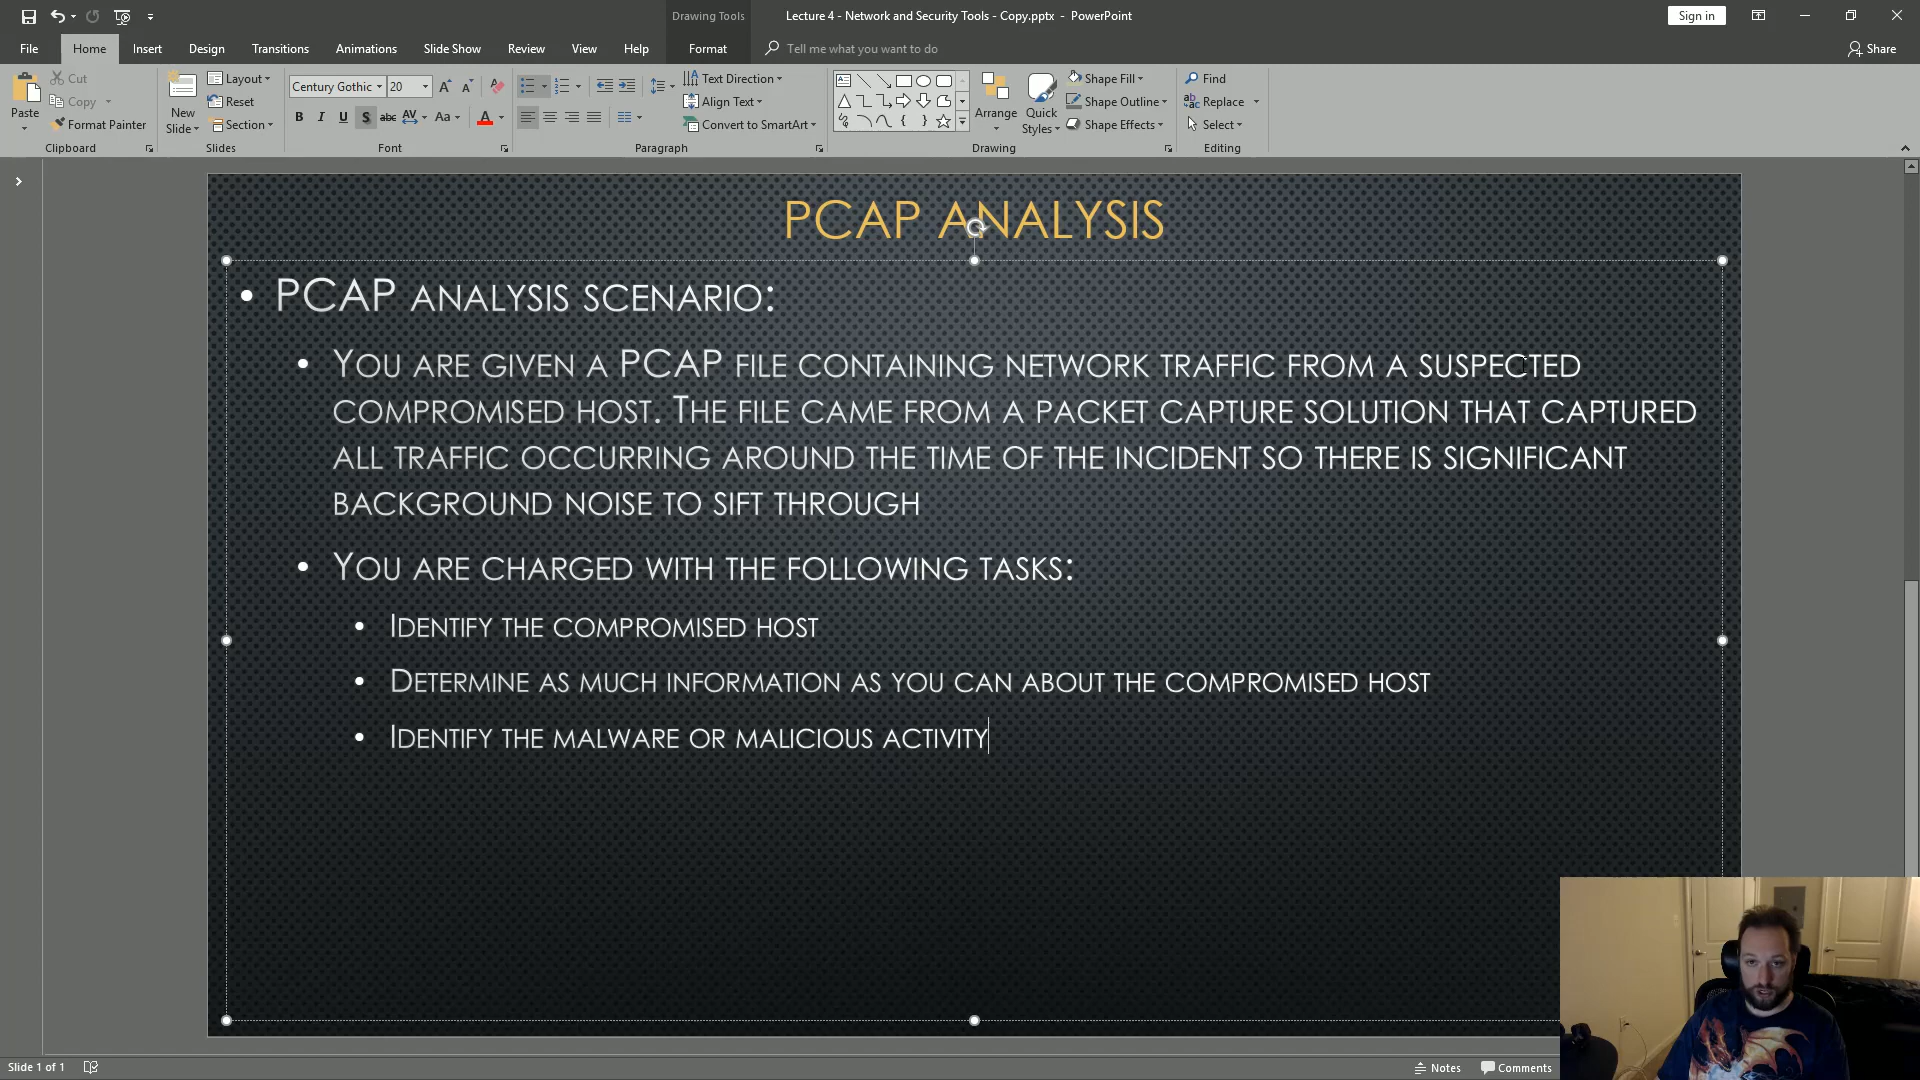 Drawing Tools
Lecture 4 - Network and Security Tools - Copy.pptx - PowerPoint
Sign in
File
Home
Insert
Design
Transitions
Animations
Slide Show
Review
View
Help
Format
Tell me what you want to do
Share
Paste
Cut
Copy
Format Painter
Clipboard
New
Slide
Layout
Reset
Section
Slides
Century Gothic
20
B I U S abc AV Aa A
Font
Text Direction
Align Text
Convert to SmartArt
Paragraph
Arrange
Quick
Styles
Shape Fill
Shape Outline
Shape Effects
Drawing
Find
Replace
Select
Editing
PCAP ANALYSIS
• PCAP ANALYSIS SCENARIO:
• YOU ARE GIVEN A PCAP FILE CONTAINING NETWORK TRAFFIC FROM A SUSPECTED
COMPROMISED HOST. THE FILE CAME FROM A PACKET CAPTURE SOLUTION THAT CAPTURED
ALL TRAFFIC OCCURRING AROUND THE TIME OF THE INCIDENT SO THERE IS SIGNIFICANT
BACKGROUND NOISE TO SIFT THROUGH
• YOU ARE CHARGED WITH THE FOLLOWING TASKS:
• IDENTIFY THE COMPROMISED HOST
• DETERMINE AS MUCH INFORMATION AS YOU CAN ABOUT THE COMPROMISED HOST
• IDENTIFY THE MALWARE OR MALICIOUS ACTIVITY
Slide 1 of 1
Notes
Comments